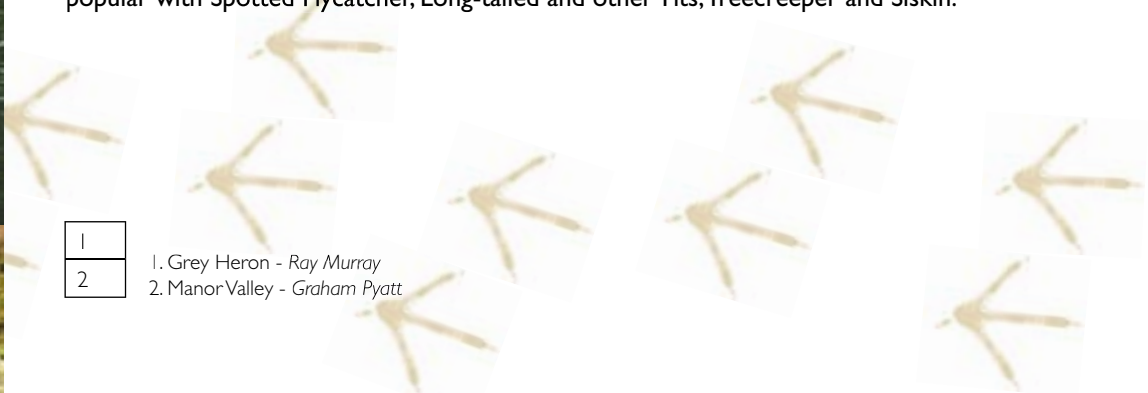 popular with Spotted Flycatcher, Long-tailed and other Tits, Treecreeper and Siskin.
1
2
1. Grey Heron - Ray Murray
2. Manor Valley - Graham Pyatt